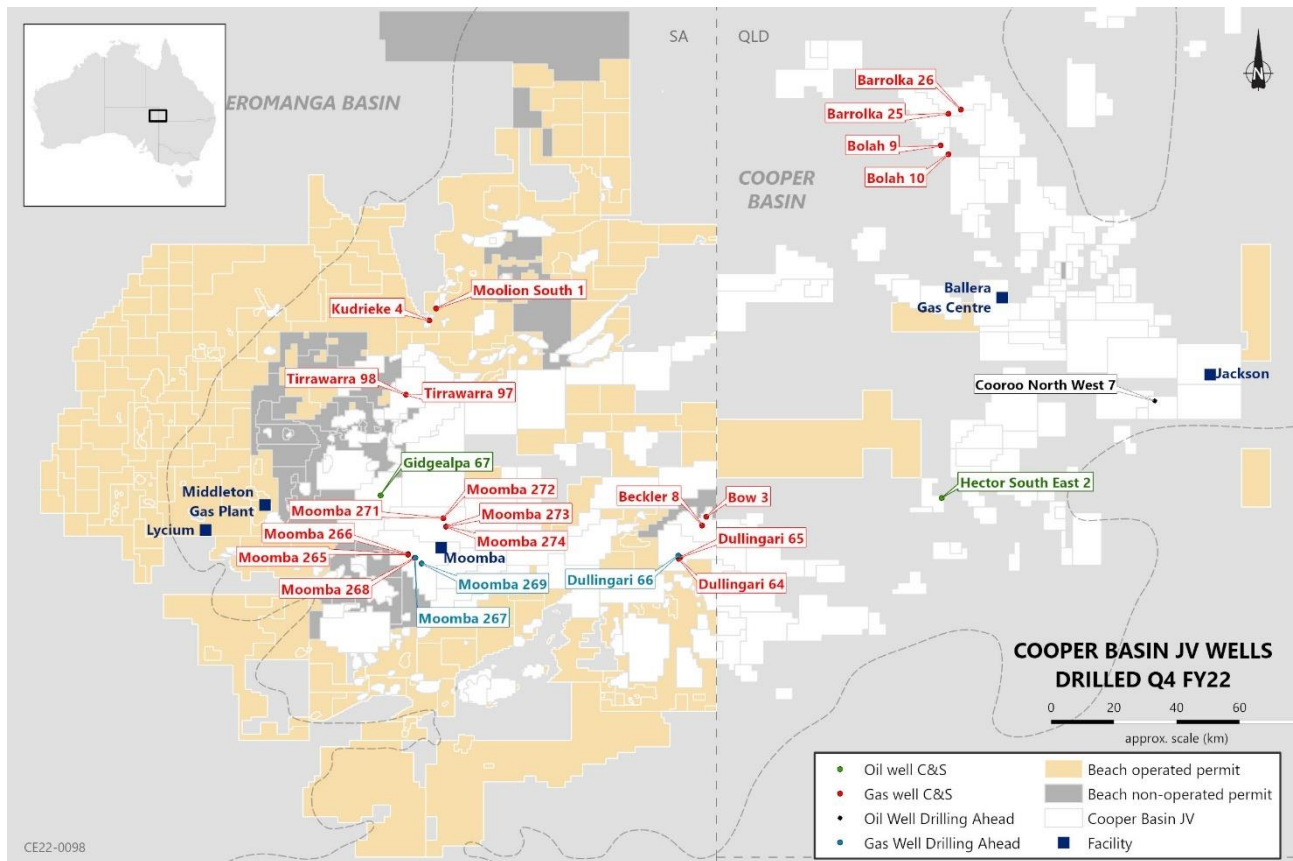 SA
QLD
N
EROMANGA BASIN
COOPER
BASIN
Barrolka 26
Barrolka 25
Bolah 9
Bolah 10
Moolion South 1
Kudrieke 4
Ballera
Gas Centre
Tirrawarra 98
Tirrawarra 97
Jackson
Cooroo North West 7
Gidgealpa 67
Hector South East 2
Middleton
Gas Plant
Lycium
Moomba 272
Moomba 271
Moomba 273
Moomba 274
Moomba 266
Moomba 265
Moomba 268
Moomba
Moomba 269
Moomba 267
Beckler 8
Bow 3
Dullingari 65
Dullingari 66
Dullingari 64
COOPER BASIN JV WELLS
DRILLED Q4 FY22
0 20 40 60
approx. scale (km)
Oil well C&S
Gas well C&S
Oil Well Drilling Ahead
Gas Well Drilling Ahead
Beach operated permit
Beach non-operated permit
Cooper Basin JV
Facility
CE22-0098